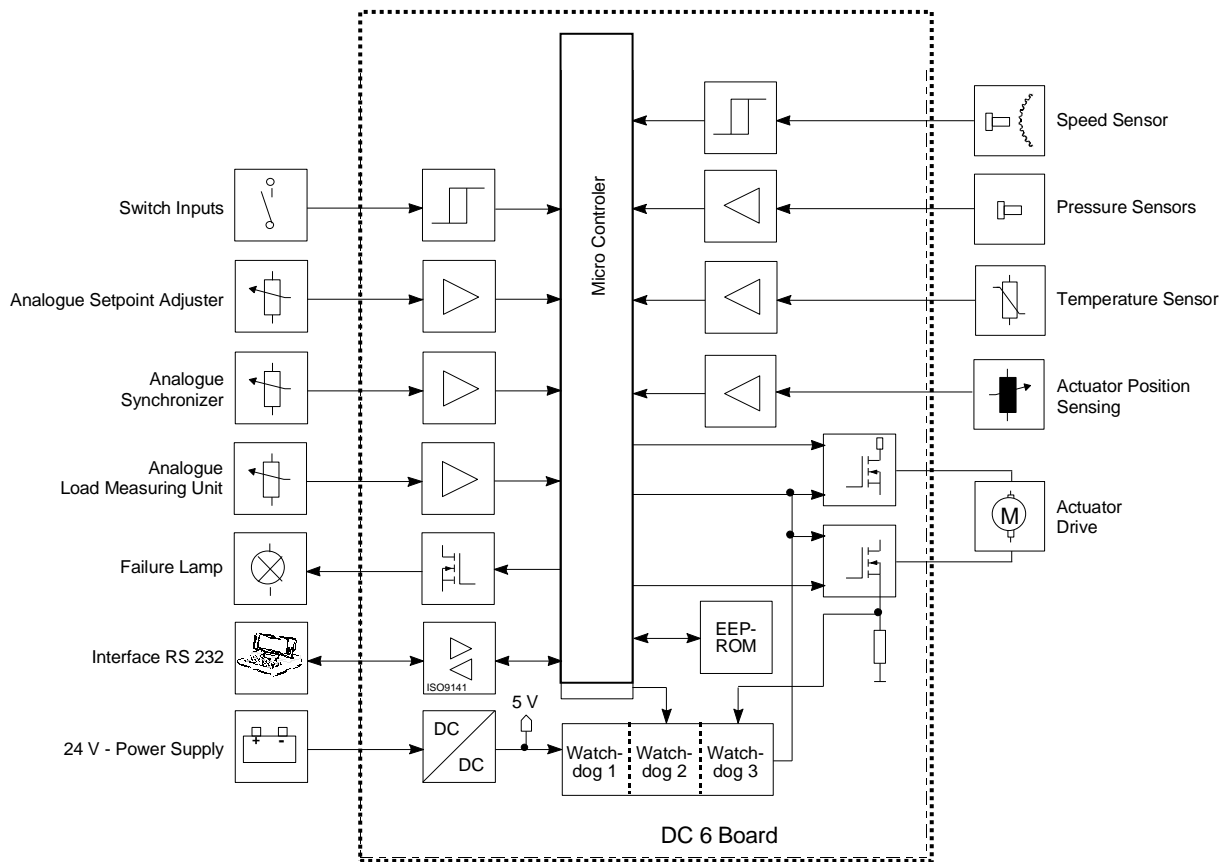 Speed Sensor
Switch Inputs
Pressure Sensors
Micro Controler
Analogue Setpoint Adjuster
Temperature Sensor
Analogue
Synchronizer
Actuator Position
Sensing
Analogue
Load Measuring Unit
M
Actuator
Drive
Failure Lamp
EEP-
ROM
Interface RS 232
ISO9141
5 V
24 V - Power Supply
+ -
DC
DC
Watch-
dog 1
Watch-
dog 2
Watch-
dog 3
DC 6 Board